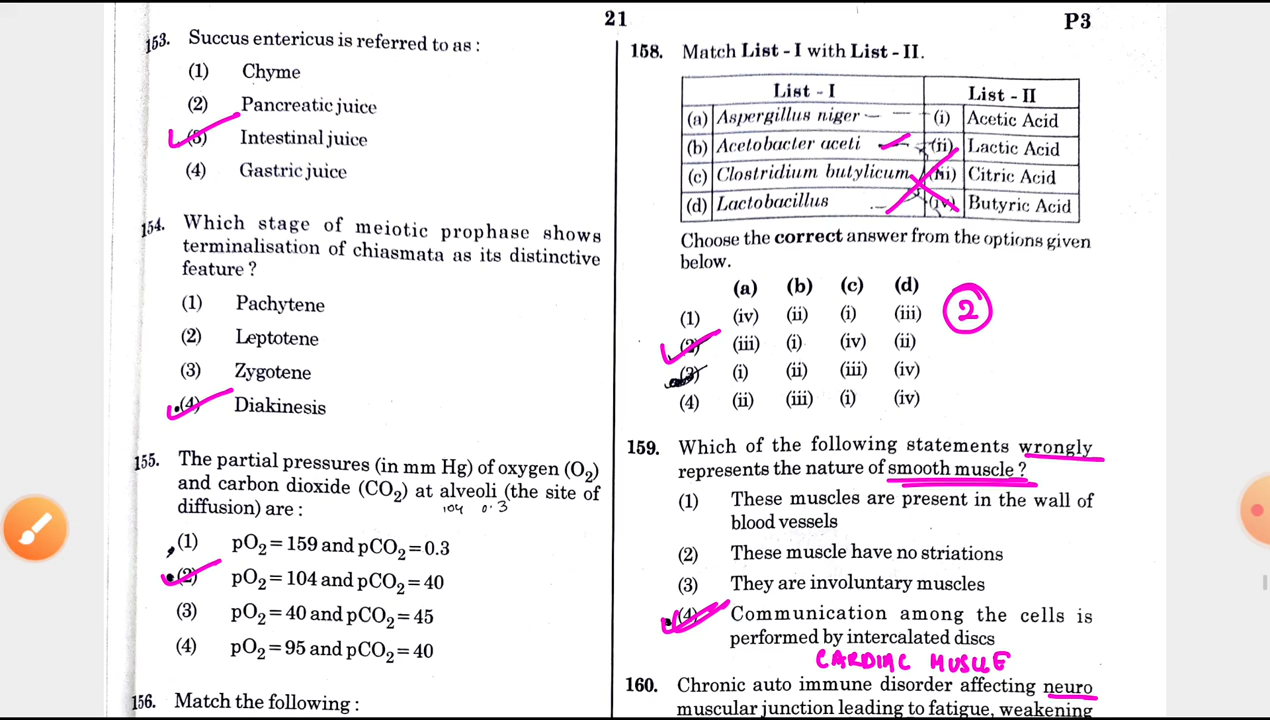 21
P3
153. Succus entericus is referred to as :
(1) Chyme
(2) Pancreatic juice
(3) Intestinal juice
(4) Gastric juice
154. Which stage of meiotic prophase shows
terminalisation of chiasmata as its distinctive
feature ?
(1) Pachytene
(2) Leptotene
(3) Zygotene
(4) Diakinesis
155. The partial pressures (in mm Hg) of oxygen (O₂)
and carbon dioxide (CO₂) at alveoli (the site of
diffusion) are :
104 0.3
(1) pO₂ = 159 and pCO₂ = 0.3
(2) pO₂ = 104 and pCO₂ = 40
(3) pO₂ = 40 and pCO₂ = 45
(4) pO₂ = 95 and pCO₂ = 40
156. Match the following :
158. Match List - I with List - II.
List - I List - II
(a) Aspergillus niger (i) Acetic Acid
(b) Acetobacter aceti (ii) Lactic Acid
(c) Clostridium butylicum (iii) Citric Acid
(d) Lactobacillus (iv) Butyric Acid
Choose the correct answer from the options given
below.
(a) (b) (c) (d)
(1) (iv) (ii) (i) (iii)
2
(2) (iii) (i) (iv) (ii)
(3) (i) (ii) (iii) (iv)
(4) (ii) (iii) (i) (iv)
159. Which of the following statements wrongly
represents the nature of smooth muscle ?
(1) These muscles are present in the wall of
blood vessels
(2) These muscle have no striations
(3) They are involuntary muscles
(4) Communication among the cells is
performed by intercalated discs
CARDIAC MUSCLE
160. Chronic auto immune disorder affecting neuro
muscular junction leading to fatigue, weakening